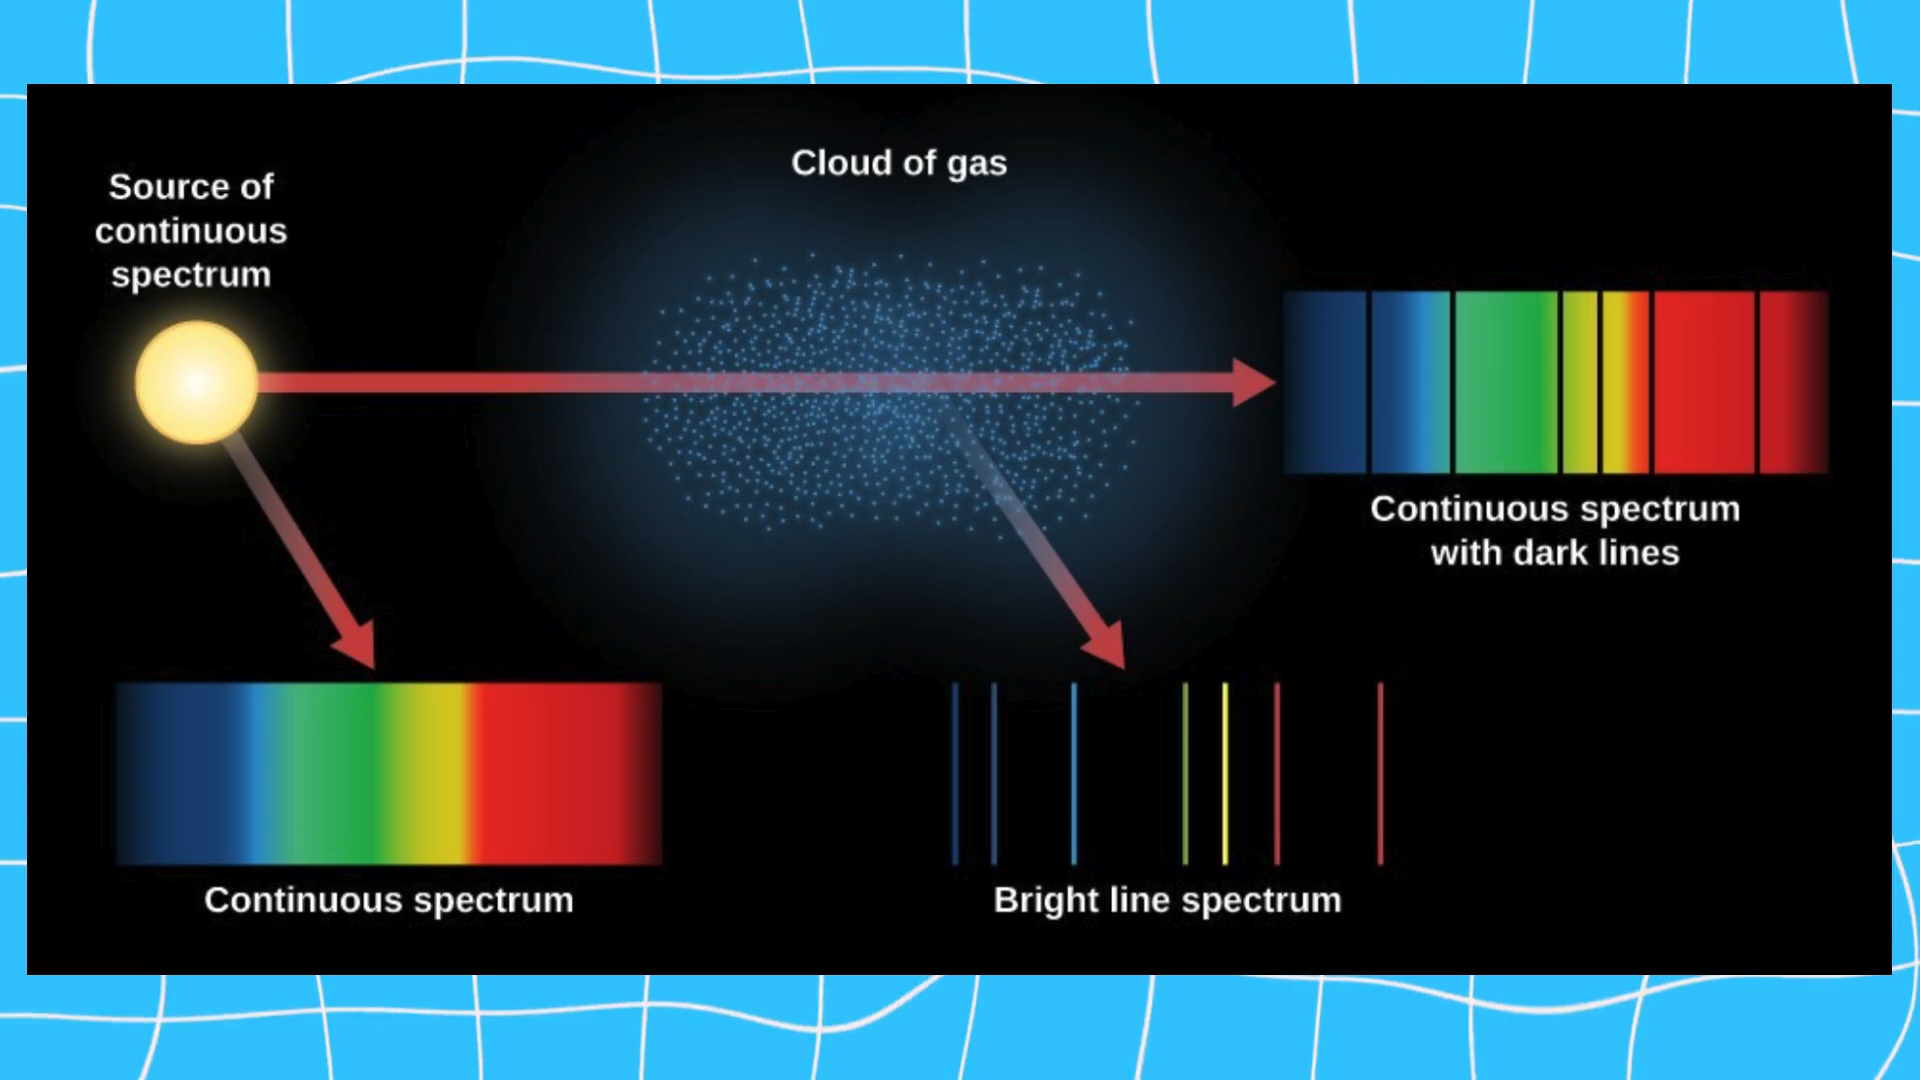 Source of
continuous
spectrum
Cloud of gas
Continuous spectrum
with dark lines
Continuous spectrum
Bright line spectrum